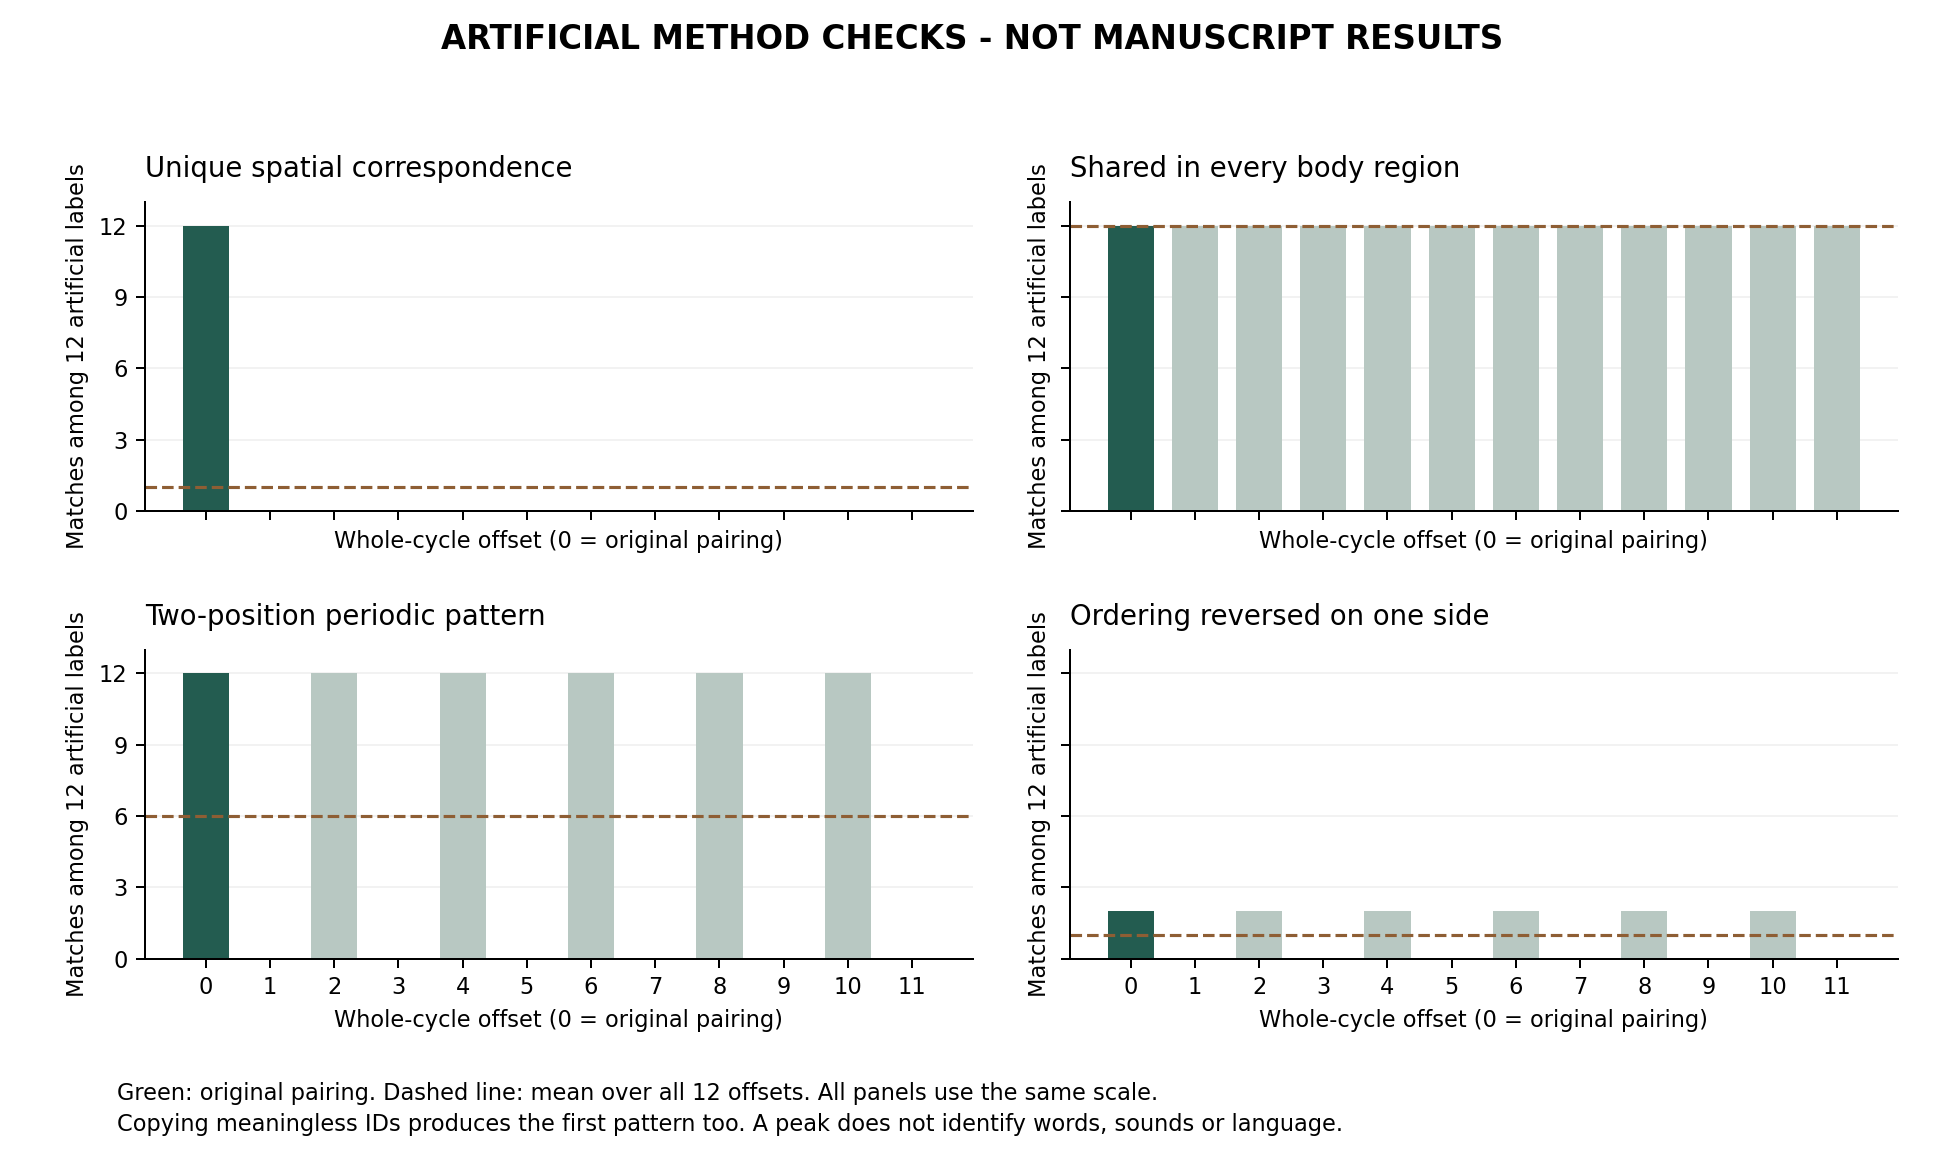 ARTIFICIAL METHOD CHECKS - NOT MANUSCRIPT RESULTS
Unique spatial correspondence
Matches among 12 artificial labels
12
9
6
3
0
Whole-cycle offset (0 = original pairing)
Shared in every body region
Matches among 12 artificial labels
Whole-cycle offset (0 = original pairing)
Two-position periodic pattern
Matches among 12 artificial labels
12
9
6
3
0
0 1 2 3 4 5 6 7 8 9 10 11
Whole-cycle offset (0 = original pairing)
Ordering reversed on one side
Matches among 12 artificial labels
0 1 2 3 4 5 6 7 8 9 10 11
Whole-cycle offset (0 = original pairing)
Green: original pairing. Dashed line: mean over all 12 offsets. All panels use the same scale.
Copying meaningless IDs produces the first pattern too. A peak does not identify words, sounds or language.